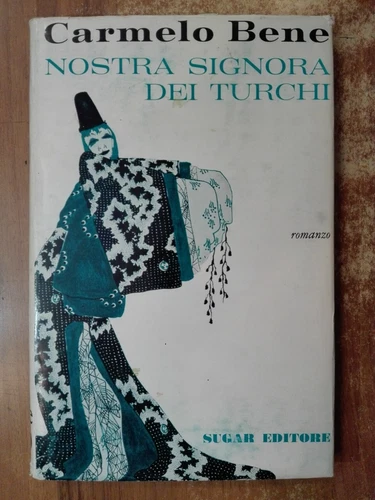 Carmelo Bene
NOSTRA SIGNORA
DEI TURCHI
romanzo
SUGAR EDITORE